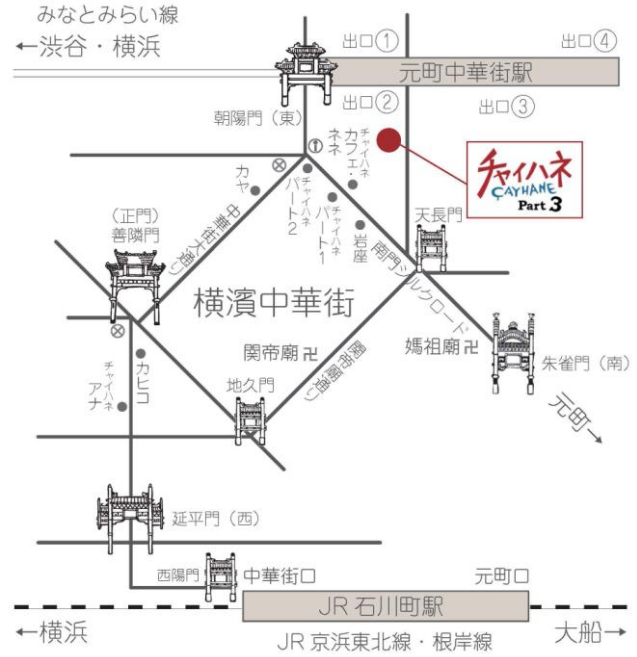 みなとみらい線
←渋谷・横浜
出口①
出口④
元町中華街駅
出口②
出口③
朝陽門（東）
チャイハネ
カフェ・ネネ
チャイハネ
CAYHANE
Part 3
カヤ
チャイハネ
パート2
チャイハネ
パート1
岩座
天長門
（正門）
善隣門
中華街大通り
南門シルクロード
横濱中華街
関帝廟卍
関帝廟通り
媽祖廟卍
朱雀門（南）
元町→
カヒコ
チャイハネ
アナ
地久門
延平門（西）
西陽門
中華街口
元町口
JR 石川町駅
←横浜
大船→
JR 京浜東北線・根岸線